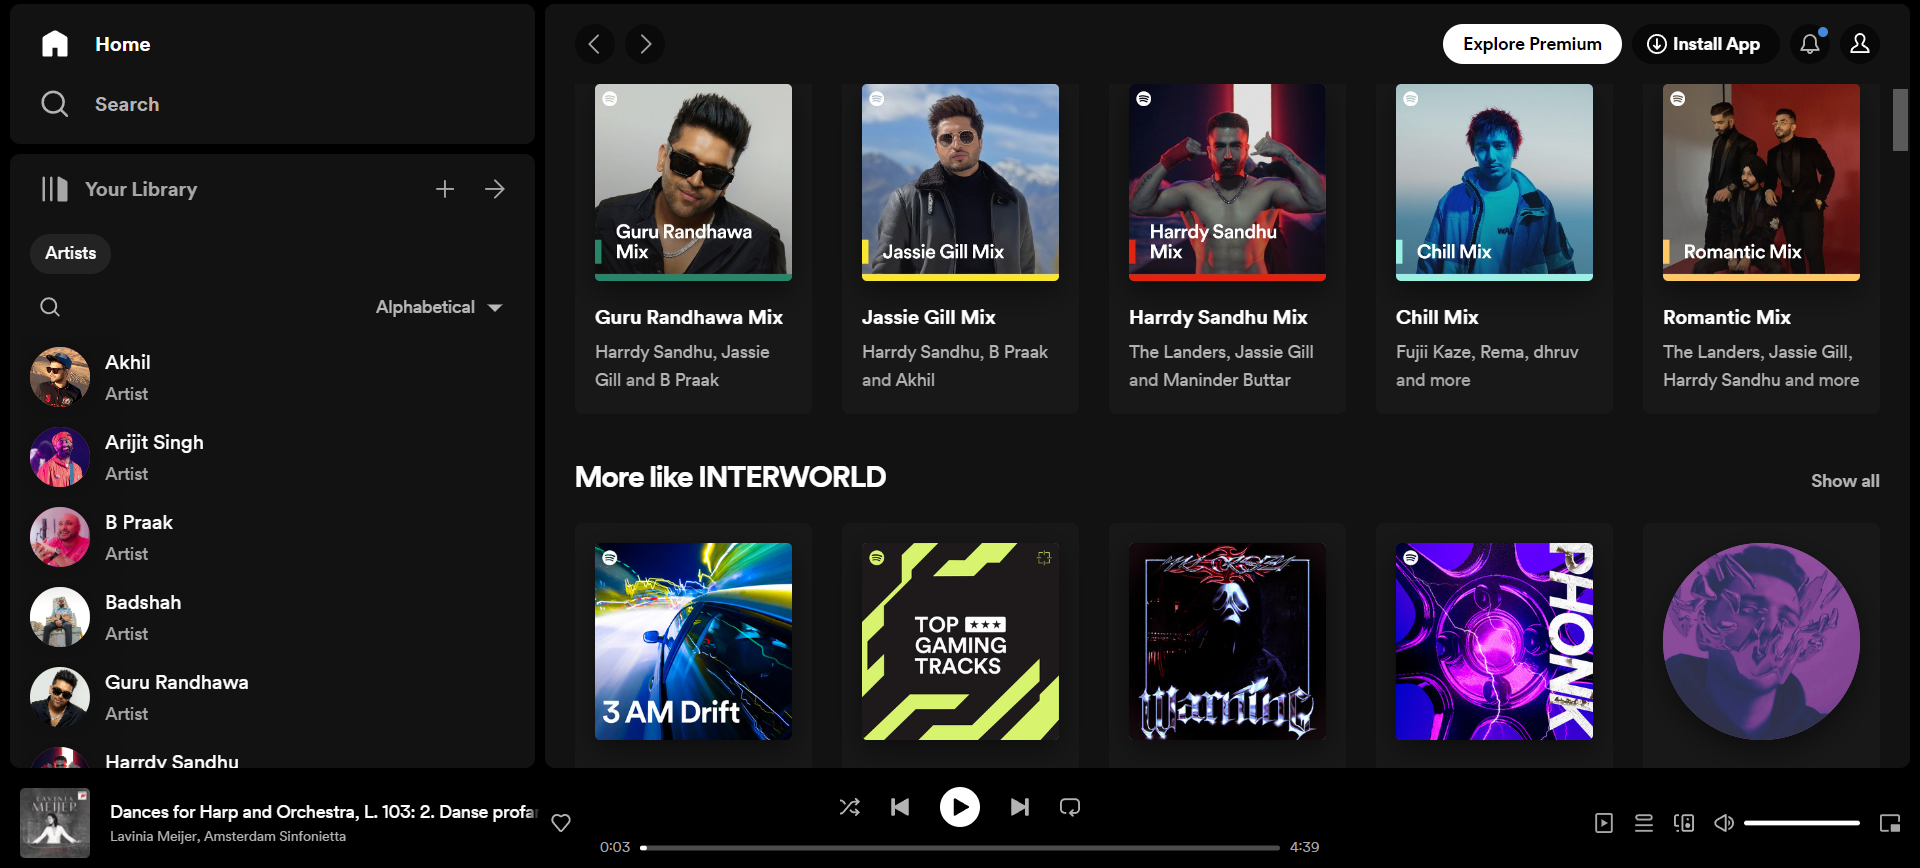 Home
Search
Your Library
Artists
Alphabetical
Akhil
Artist
Arijit Singh
Artist
B Praak
Artist
Badshah
Artist
Guru Randhawa
Artist
Harrdy Sandhu
Explore Premium
Install App
Guru Randhawa
Mix
Guru Randhawa Mix
Harrdy Sandhu, Jassie
Gill and B Praak
Jassie Gill Mix
Jassie Gill Mix
Harrdy Sandhu, B Praak
and Akhil
Harrdy Sandhu
Mix
Harrdy Sandhu Mix
The Landers, Jassie Gill
and Maninder Buttar
Chill Mix
Chill Mix
Fujii Kaze, Rema, dhruv
and more
Romantic Mix
Romantic Mix
The Landers, Jassie Gill,
Harrdy Sandhu and more
More like INTERWORLD
Show all
3 AM Drift
TOP ***
GAMING
TRACKS
Warning
PHONK
LAVINIA
MEIJER
Dances for Harp and Orchestra, L. 103: 2. Danse profa
Lavinia Meijer, Amsterdam Sinfonietta
0:03
4:39